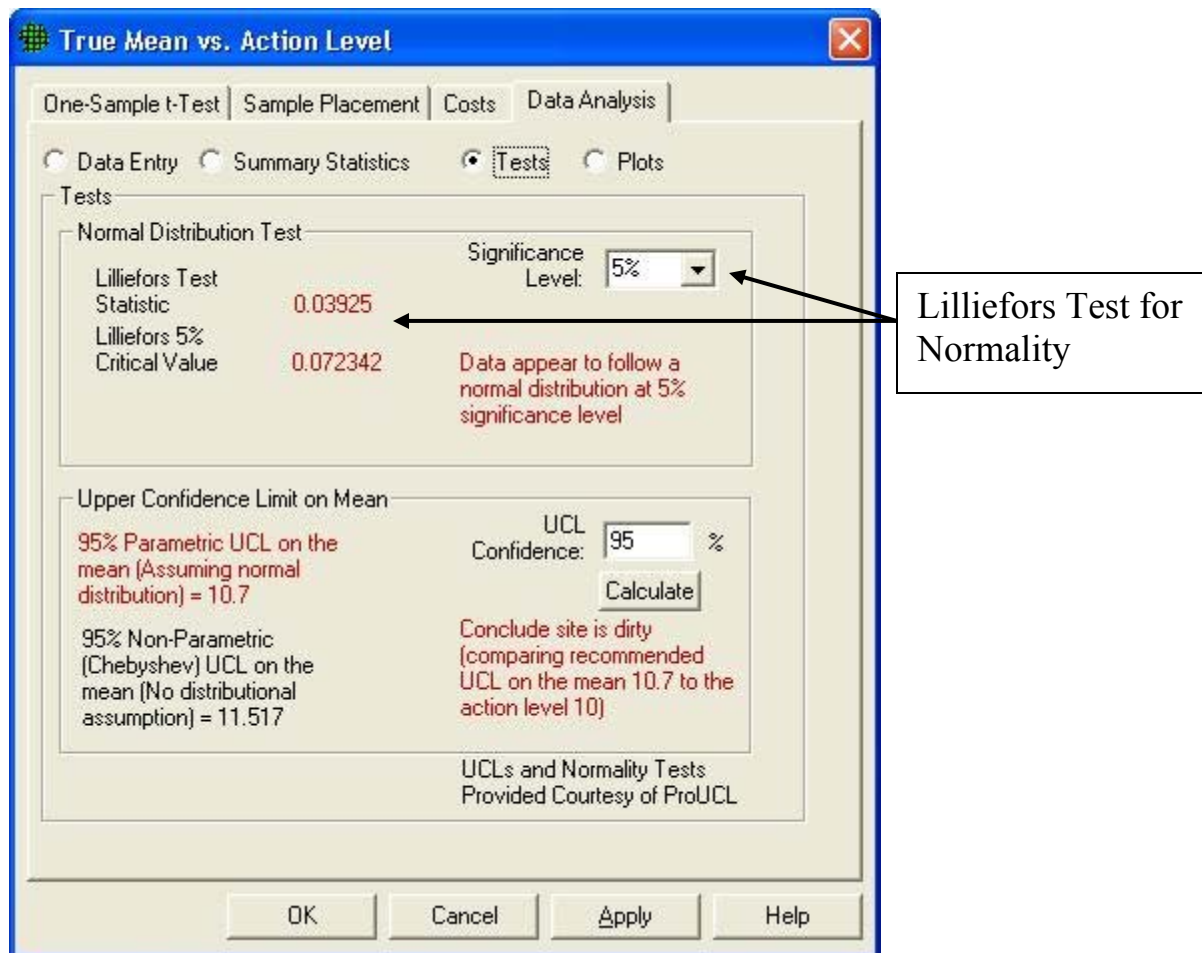 True Mean vs. Action Level
One-Sample t-Test
Sample Placement
Costs
Data Analysis
Data Entry
Summary Statistics
Tests
Plots
Tests
Normal Distribution Test
Lilliefors Test
Statistic 0.03925
Lilliefors 5%
Critical Value 0.072342
Significance
Level: 5%
Data appear to follow a
normal distribution at 5%
significance level
Lilliefors Test for
Normality
Upper Confidence Limit on Mean
95% Parametric UCL on the
mean (Assuming normal
distribution) = 10.7
95% Non-Parametric
(Chebyshev) UCL on the
mean (No distributional
assumption) = 11.517
UCL
Confidence: 95 %
Calculate
Conclude site is dirty
(comparing recommended
UCL on the mean 10.7 to the
action level 10)
UCLs and Normality Tests
Provided Courtesy of ProUCL
OK
Cancel
Apply
Help